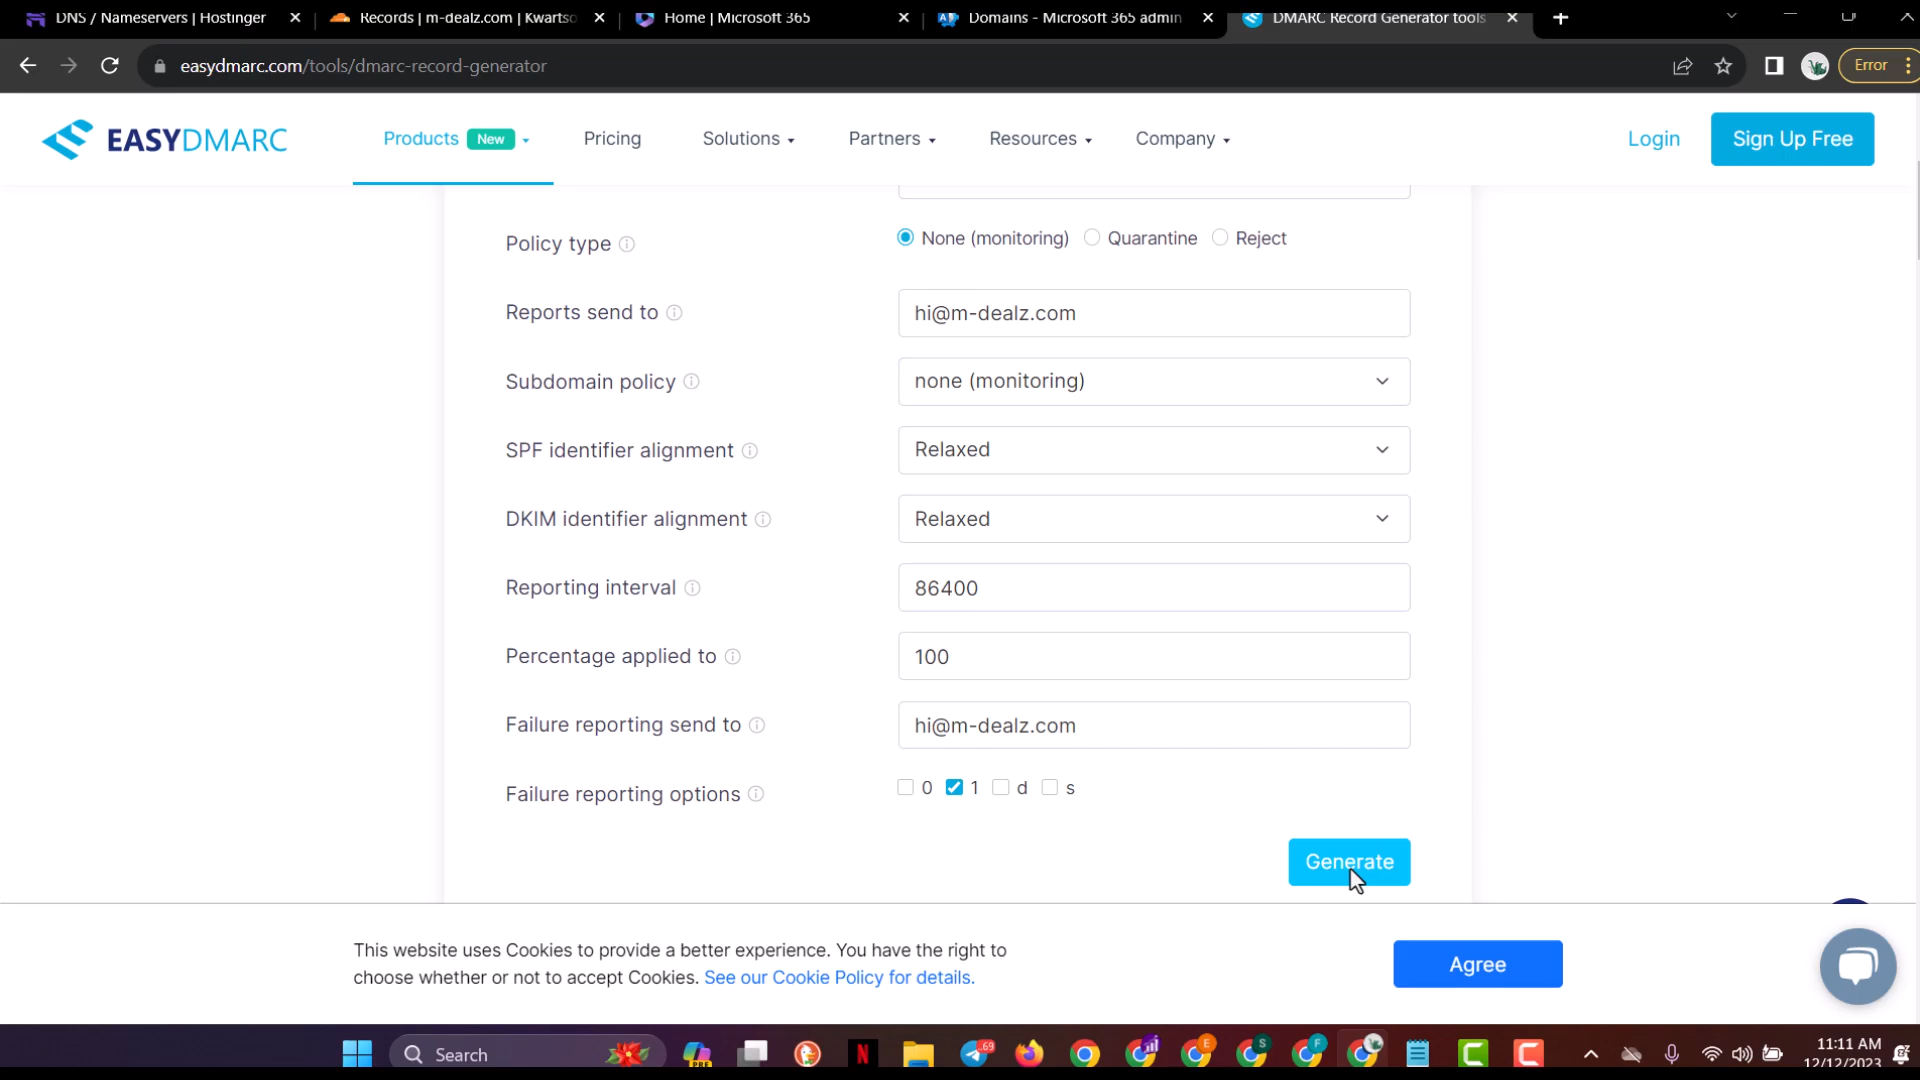 DNS / Nameservers | Hostinger
Records | m-dealz.com | Kwartso
Home | Microsoft 365
Domains - Microsoft 365 admin
DMARC Record Generator tools
easydmarc.com/tools/dmarc-record-generator
Error
EASYDMARC
Products New
Pricing
Solutions
Partners
Resources
Company
Login
Sign Up Free
Policy type
None (monitoring) Quarantine Reject
Reports send to
hi@m-dealz.com
Subdomain policy
none (monitoring)
SPF identifier alignment
Relaxed
DKIM identifier alignment
Relaxed
Reporting interval
86400
Percentage applied to
100
Failure reporting send to
hi@m-dealz.com
Failure reporting options
0 1 d s
Generate
This website uses Cookies to provide a better experience. You have the right to
choose whether or not to accept Cookies. See our Cookie Policy for details.
Agree
Search
PRE
69
N
E
S
F
11:11 AM
12/12/2023